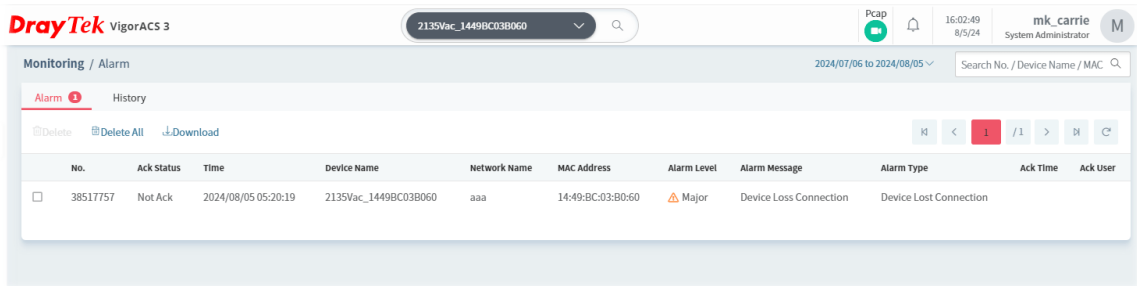 DrayTek VigorACS 3
2135Vac_1449BC03B060
Pcap
16:02:49
8/5/24
mk_carrie
System Administrator
M
Monitoring / Alarm
2024/07/06 to 2024/08/05
Search No. / Device Name / MAC
Alarm 1
History
Delete
Delete All
Download
1 / 1
No. Ack Status Time Device Name Network Name MAC Address Alarm Level Alarm Message Alarm Type Ack Time Ack User
38517757 Not Ack 2024/08/05 05:20:19 2135Vac_1449BC03B060 aaa 14:49:BC:03:B0:60 Major Device Loss Connection Device Lost Connection